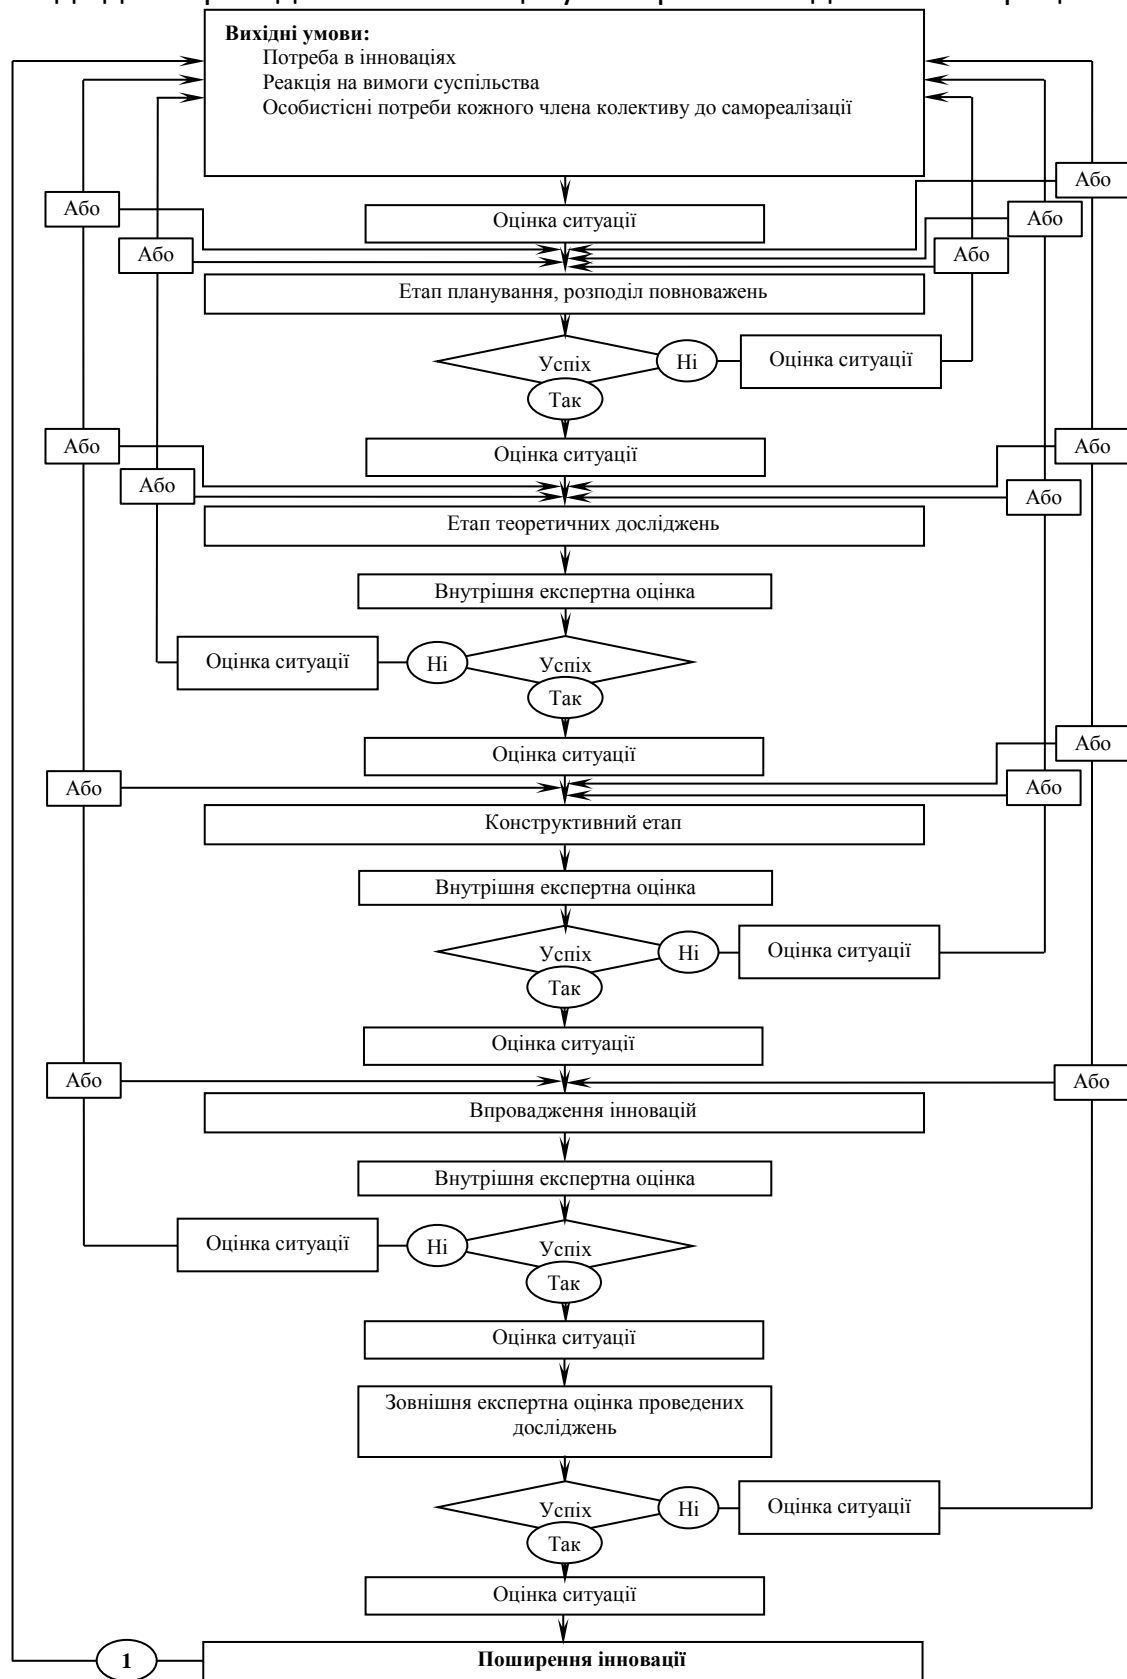 Вихідні умови:
Потреба в інноваціях
Реакція на вимоги суспільства
Особистісні потреби кожного члена колективу до самореалізації
Або
Або
Оцінка ситуації
Або
Або
Або
Етап планування, розподіл повноважень
Успіх
Ні
Оцінка ситуації
Так
Або
Оцінка ситуації
Або
Або
Або
Етап теоретичних досліджень
Внутрішня експертна оцінка
Оцінка ситуації
Ні
Успіх
Так
Оцінка ситуації
Або
Або
Або
Конструктивний етап
Внутрішня експертна оцінка
Успіх
Ні
Оцінка ситуації
Так
Оцінка ситуації
Або
Або
Впровадження інновацій
Внутрішня експертна оцінка
Оцінка ситуації
Ні
Успіх
Так
Оцінка ситуації
Зовнішня експертна оцінка проведених
досліджень
Успіх
Ні
Оцінка ситуації
Так
Оцінка ситуації
1
Поширення інновації